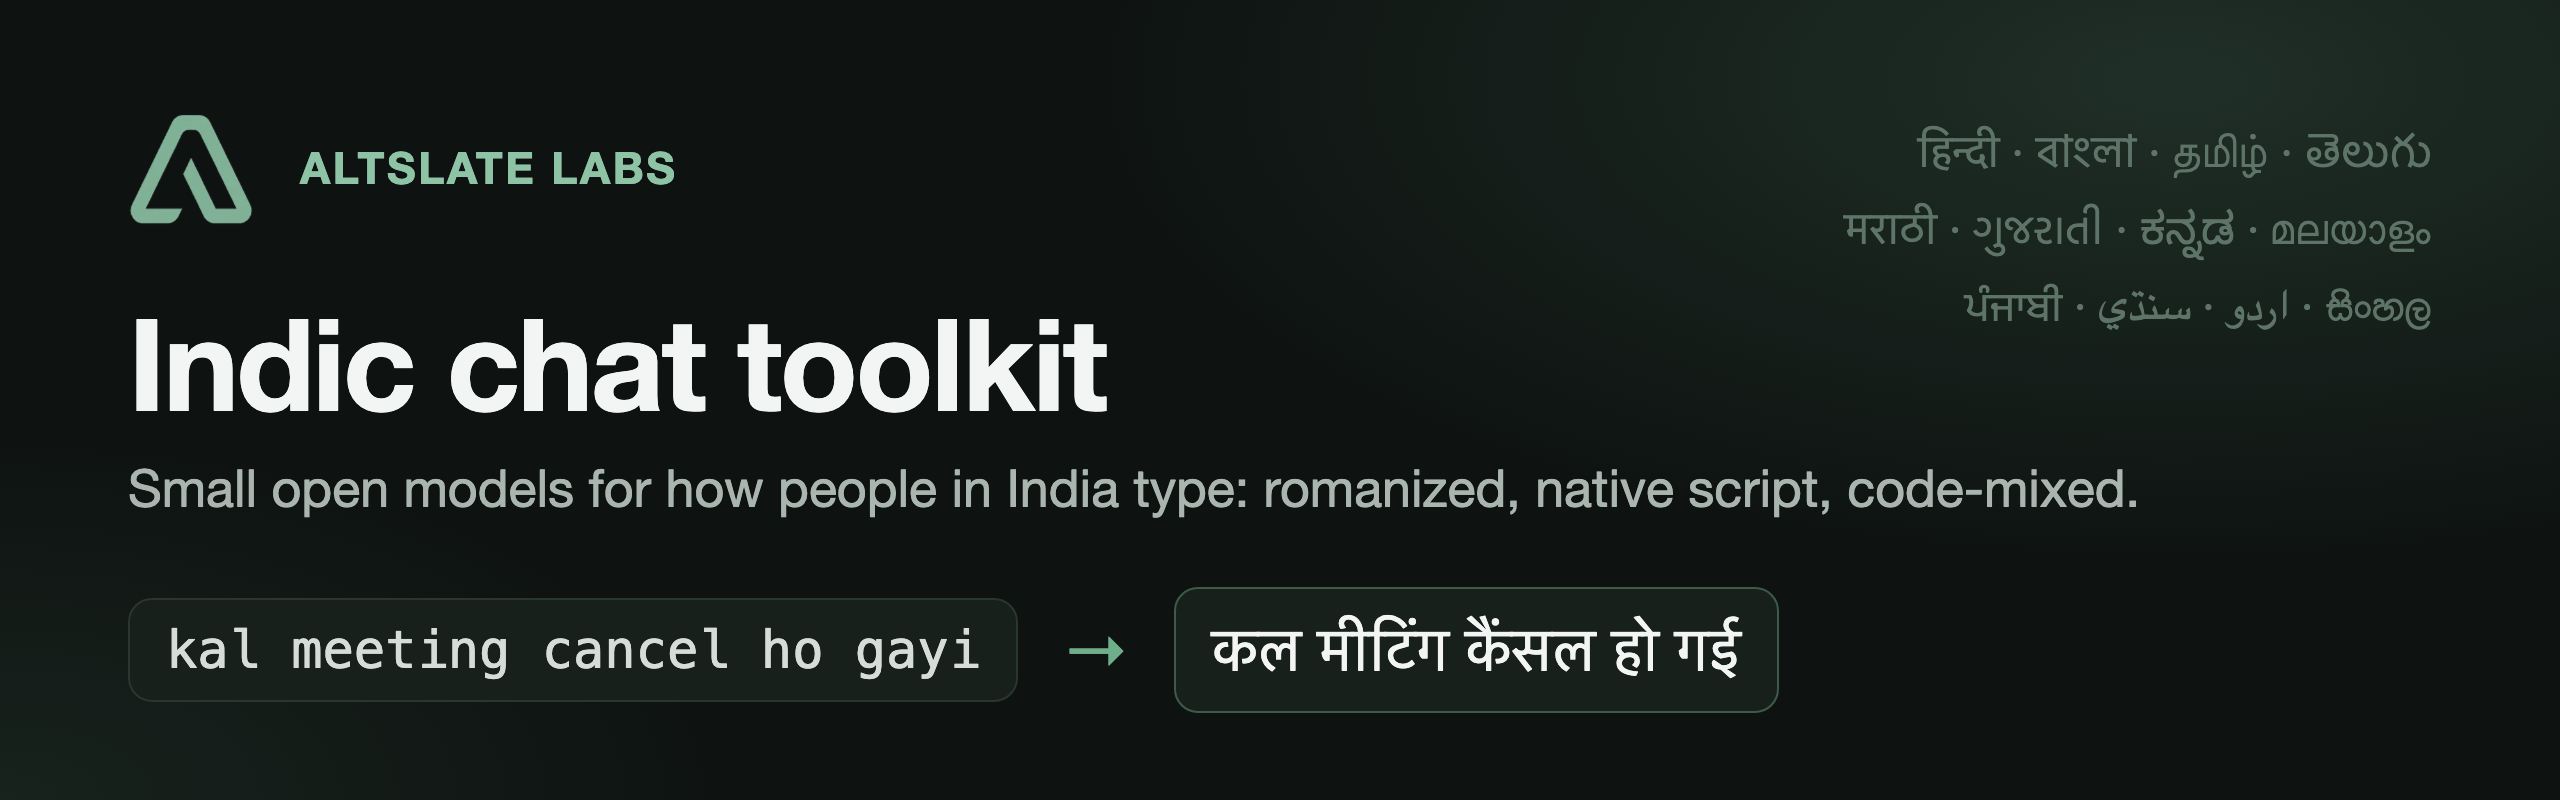 ALTSLATE LABS
हिन्दी · বাংলা · தமிழ் · తెలుగు
मराठी · ગુજરાતી · ಕನ್ನಡ · മലയാളം
ਪੰਜਾਬੀ · سنڌي · اردو · සිංහල
Indic chat toolkit
Small open models for how people in India type: romanized, native script, code-mixed.
kal meeting cancel ho gayi → कल मीटिंग कैंसल हो गई